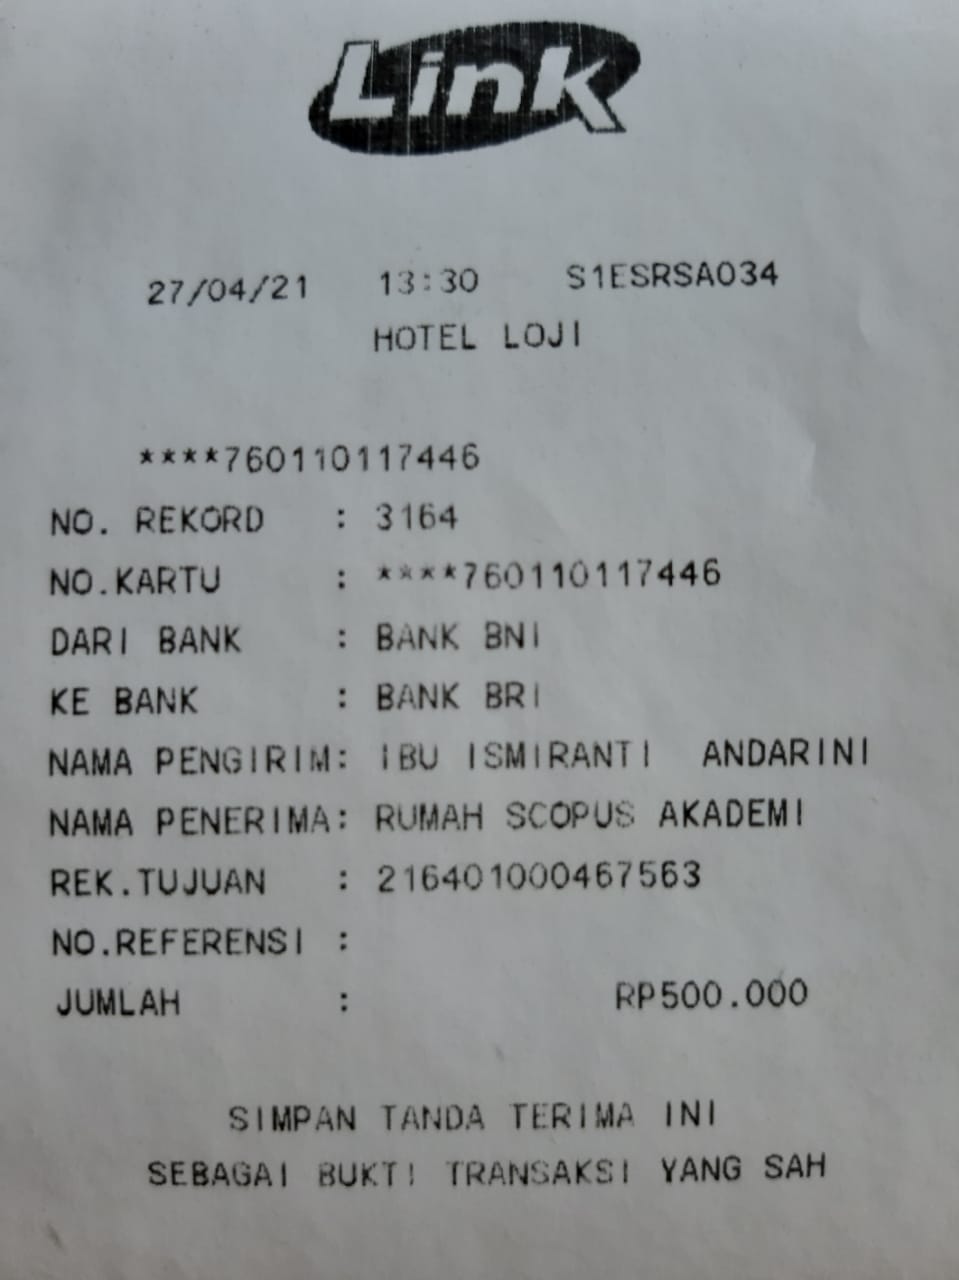 Link
27/04/21 13:30 S1ESRSA034
HOTEL LOJI
****760110117446
NO. REKORD : 3164
NO.KARTU : ****760110117446
DARI BANK : BANK BNI
KE BANK : BANK BRI
NAMA PENGIRIM: IBU ISMIRANTI ANDARINI
NAMA PENERIMA: RUMAH SCOPUS AKADEMI
REK.TUJUAN : 216401000467563
NO.REFERENSI :
JUMLAH : RP500.000
SIMPAN TANDA TERIMA INI
SEBAGAI BUKTI TRANSAKSI YANG SAH